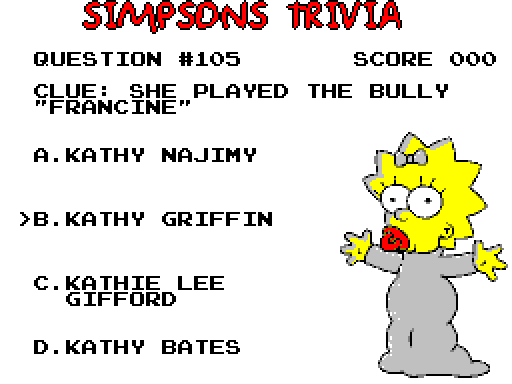 SIMPSONS TRIVIA
QUESTION #105 SCORE 000
CLUE: SHE PLAYED THE BULLY
"FRANCINE"
A.KATHY NAJIMY
>B.KATHY GRIFFIN
C.KATHIE LEE
GIFFORD
D.KATHY BATES